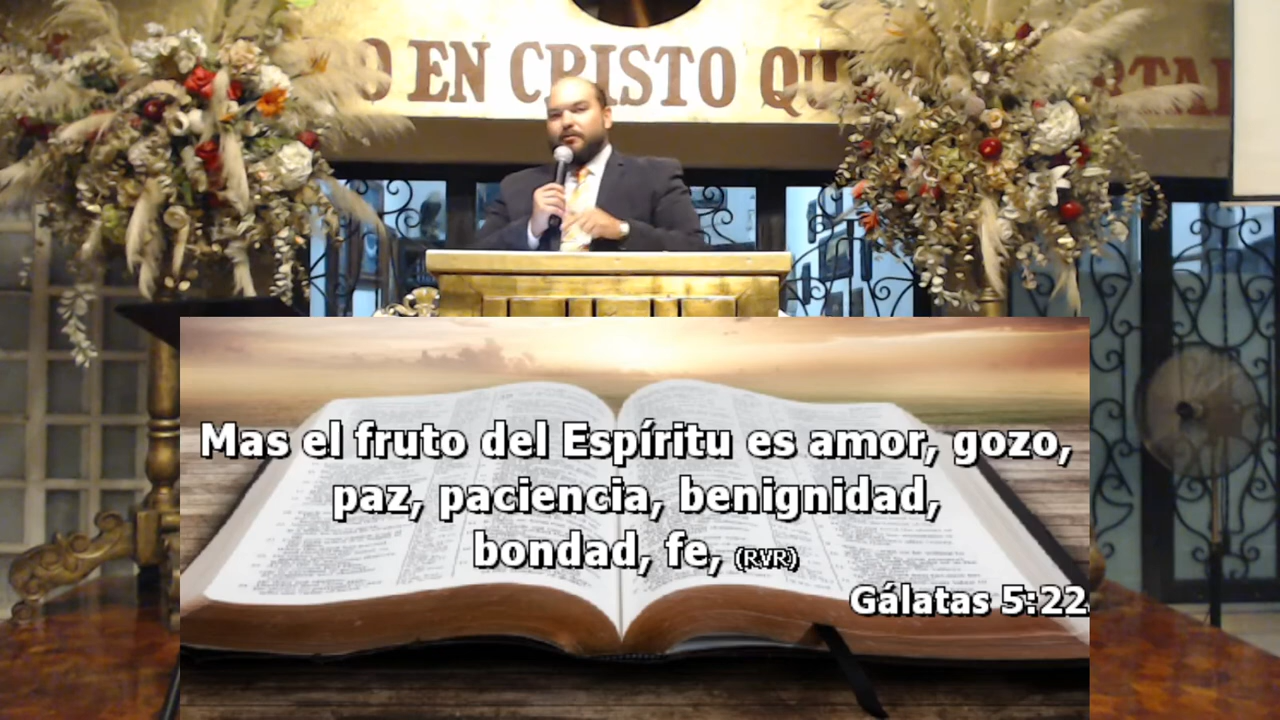 EN CRISTO
Mas el fruto del Espíritu es amor, gozo,
paz, paciencia, benignidad,
bondad, fe, (RVR)
Gálatas 5:22